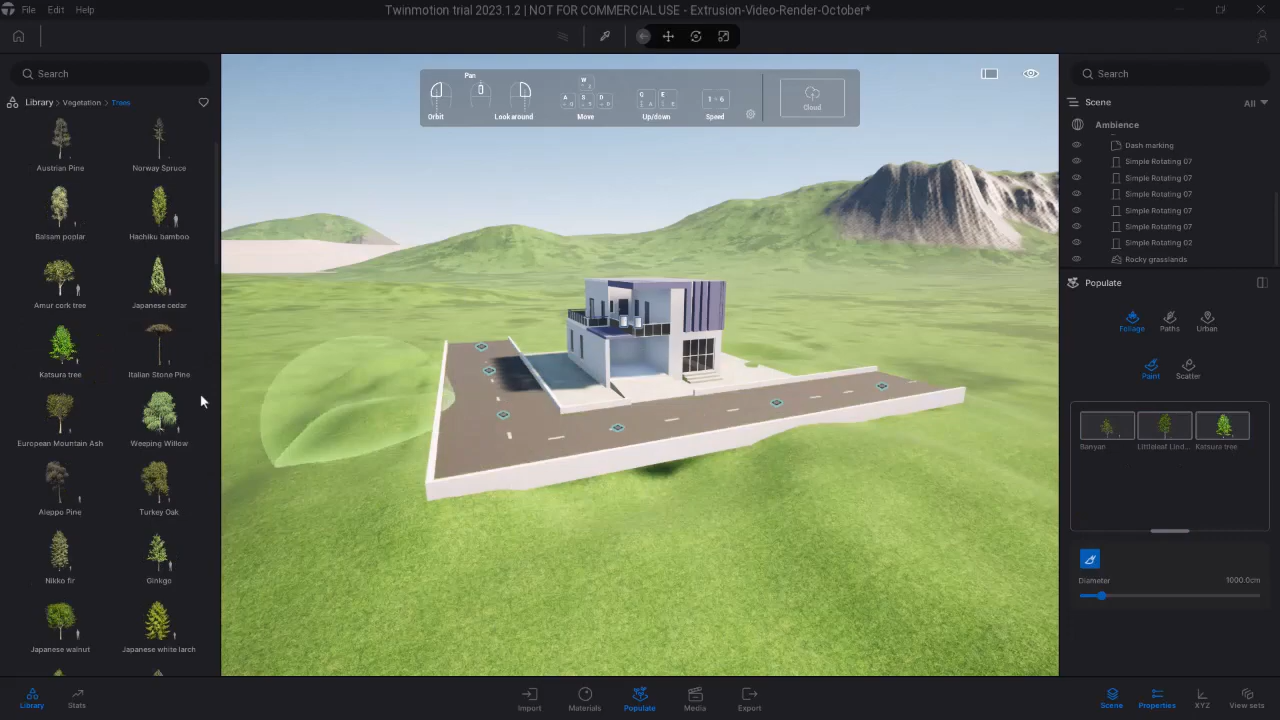 File Edit Help
Twinmotion trial 2023.1.2 | NOT FOR COMMERCIAL USE - Extrusion-Video-Render-October*
Search
Library > Vegetation > Trees
Austrian Pine Norway Spruce
Balsam poplar Hachiku bamboo
Amur cork tree Japanese cedar
Katsura tree Italian Stone Pine
European Mountain Ash Weeping Willow
Aleppo Pine Turkey Oak
Nikko fir Ginkgo
Japanese walnut Japanese white larch
Pan
Orbit Look around Move Up/down Speed
W
A S D
1 - 6
Cloud
Search
Scene All
Ambience
Dash marking
Simple Rotating 07
Simple Rotating 07
Simple Rotating 07
Simple Rotating 07
Simple Rotating 07
Simple Rotating 02
Rocky grasslands
Populate
Foliage Paths Urban
Paint Scatter
Banyan Littleleaf Lind... Katsura tree
Diameter 1000.0cm
Library Stats Import Materials Populate Media Export Scene Properties XYZ View sets